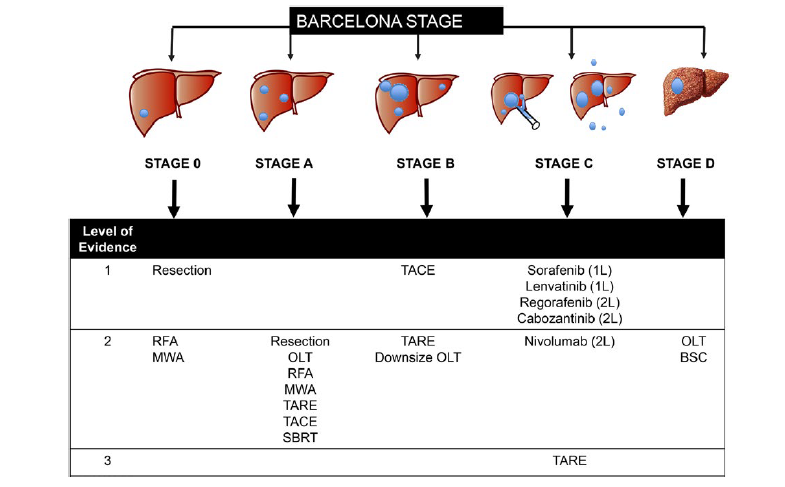 BARCELONA STAGE
STAGE 0 STAGE A STAGE B STAGE C STAGE D
Level of
Evidence
1 Resection TACE Sorafenib (1L)
Lenvatinib (1L)
Regorafenib (2L)
Cabozantinib (2L)
2 RFA Resection TARE Nivolumab (2L) OLT
MWA OLT Downsize OLT BSC
RFA
MWA
TARE
TACE
SBRT
3 TARE